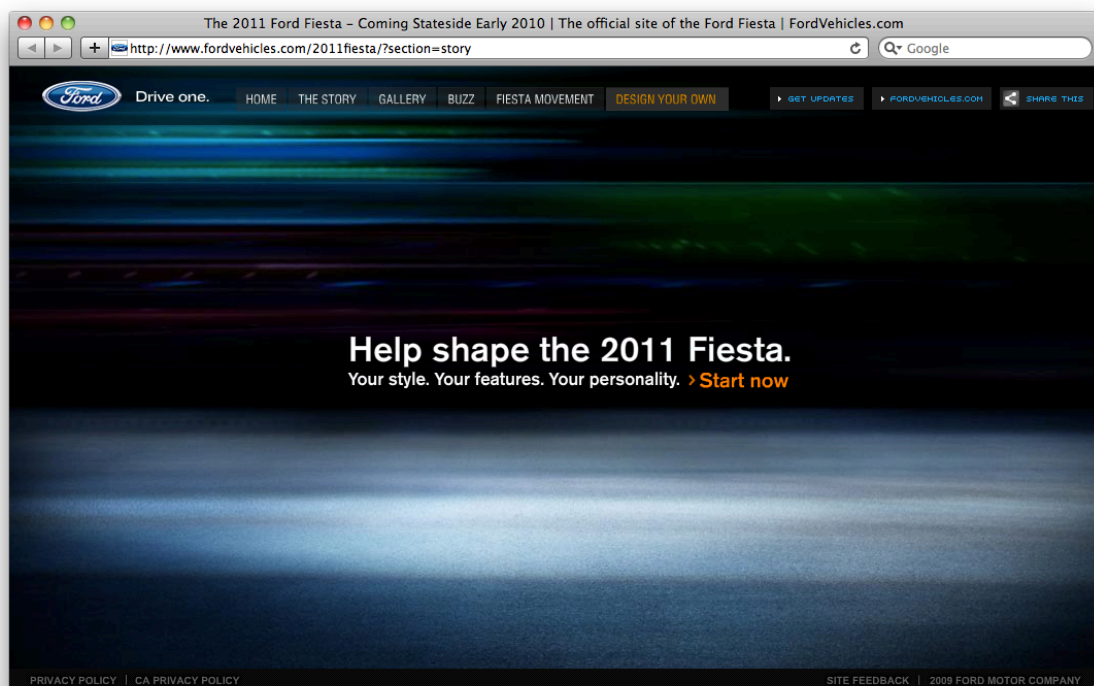 The 2011 Ford Fiesta – Coming Stateside Early 2010 | The official site of the Ford Fiesta | FordVehicles.com
http://www.fordvehicles.com/2011fiesta/?section=story
Google
Ford Drive one. HOME THE STORY GALLERY BUZZ FIESTA MOVEMENT DESIGN YOUR OWN GET UPDATES FORDVEHICLES.COM SHARE THIS
Help shape the 2011 Fiesta.
Your style. Your features. Your personality. › Start now
PRIVACY POLICY | CA PRIVACY POLICY SITE FEEDBACK | 2009 FORD MOTOR COMPANY